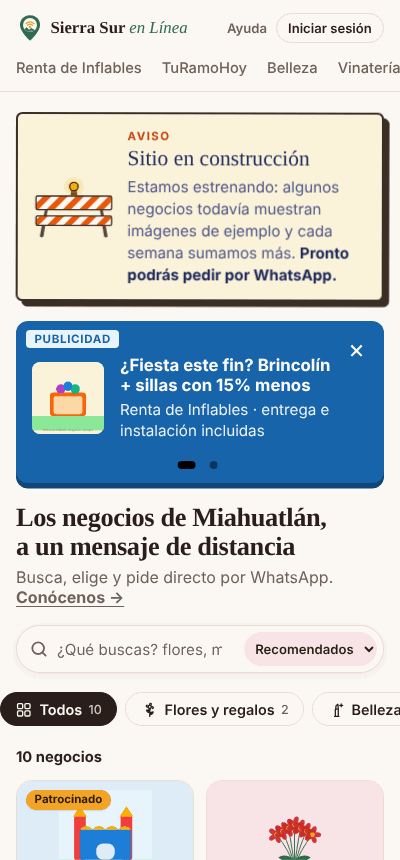 Sierra Sur en Línea
Ayuda
Iniciar sesión
Renta de Inflables TuRamoHoy Belleza Vinatería
AVISO
Sitio en construcción
Estamos estrenando: algunos
negocios todavía muestran
imágenes de ejemplo y cada
semana sumamos más. Pronto
podrás pedir por WhatsApp.
PUBLICIDAD
¿Fiesta este fin? Brincolín
+ sillas con 15% menos
Renta de Inflables · entrega e
instalación incluidas
Los negocios de Miahuatlán,
a un mensaje de distancia
Busca, elige y pide directo por WhatsApp.
Conócenos →
¿Qué buscas? flores, m
Recomendados
Todos 10
Flores y regalos 2
Belleza
10 negocios
Patrocinado